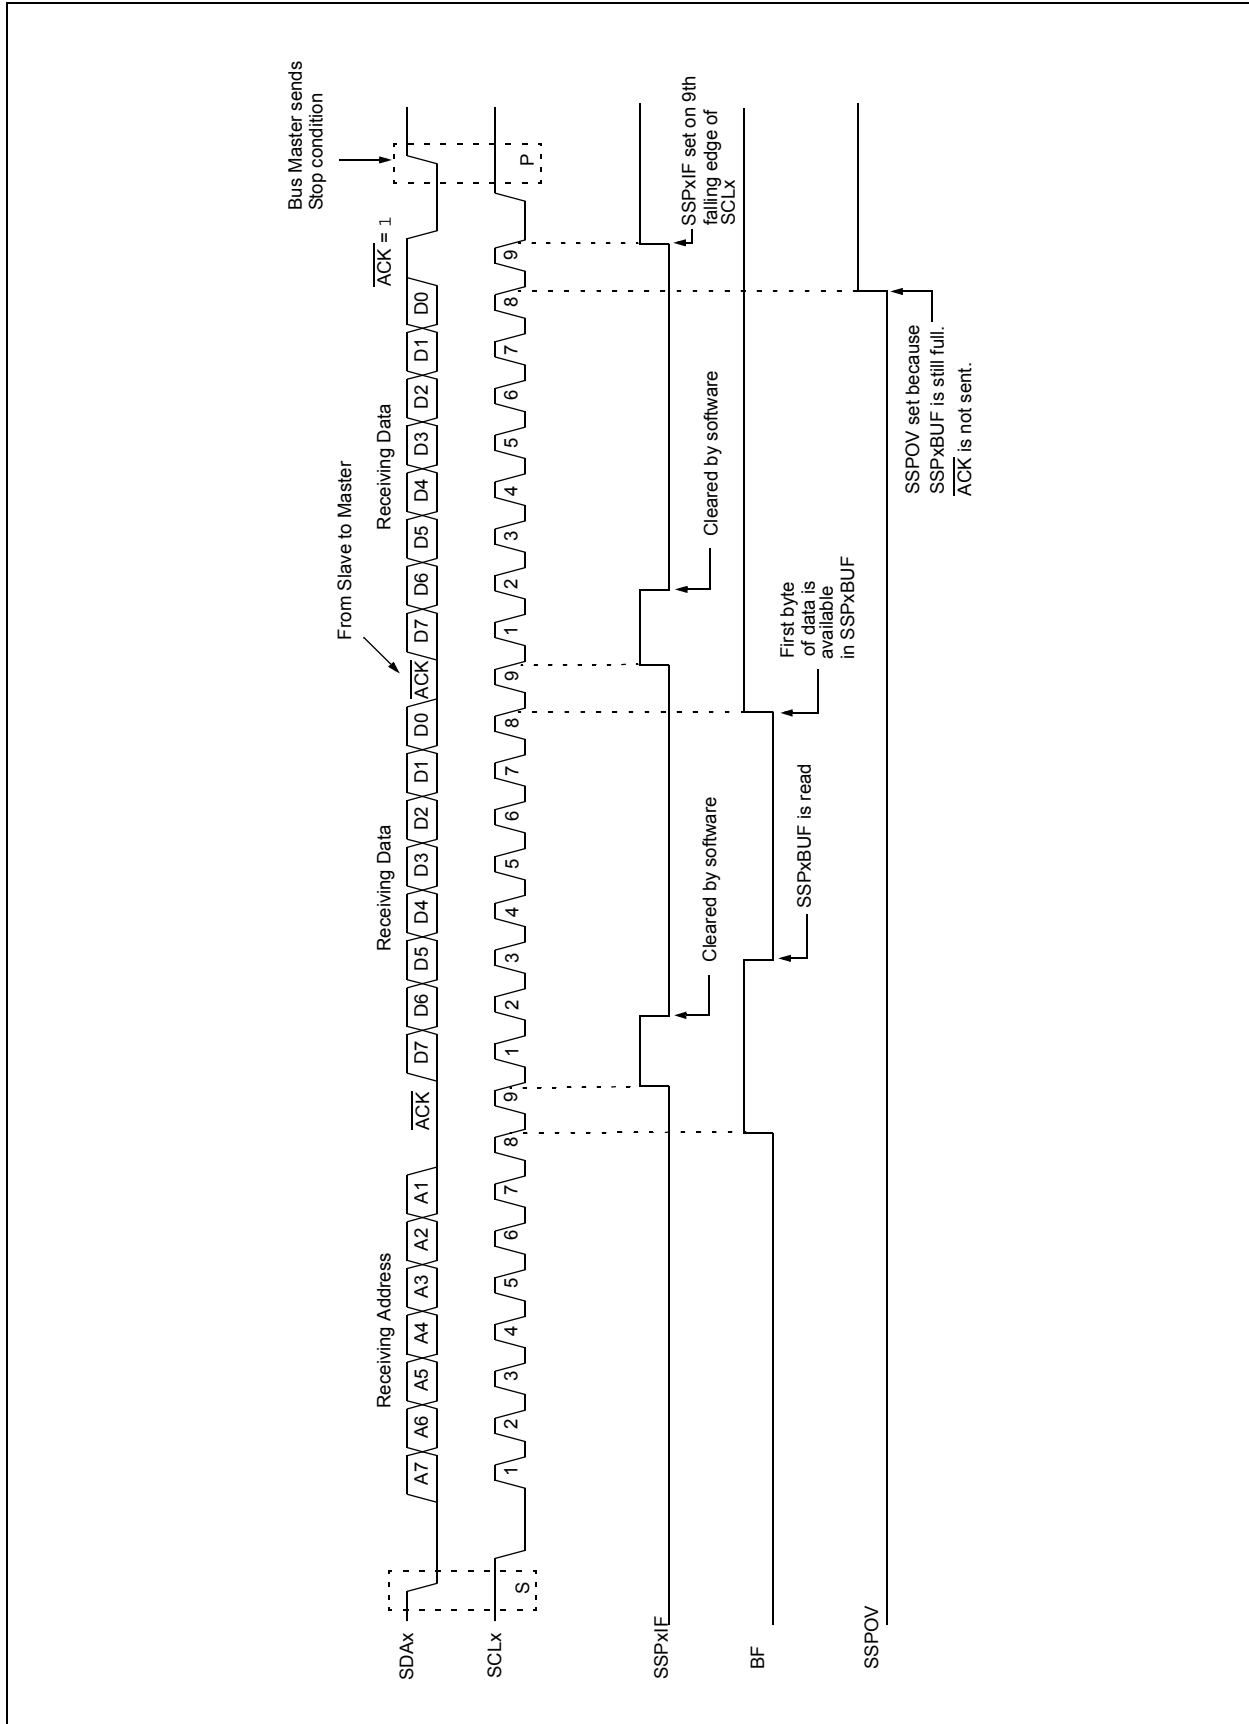 Bus Master sends
Stop condition
From Slave to Master
Receiving Address
Receiving Data
Receiving Data
ACK = 1
SDAx
A7 A6 A5 A4 A3 A2 A1
ACK
D7 D6 D5 D4 D3 D2 D1 D0
ACK
D7 D6 D5 D4 D3 D2 D1 D0
SCLx
S
1 2 3 4 5 6 7 8 9
1 2 3 4 5 6 7 8 9
1 2 3 4 5 6 7 8 9
P
SSPxIF
Cleared by software
Cleared by software
SSPxIF set on 9th
falling edge of
SCLx
BF
SSPxBUF is read
First byte
of data is
available
in SSPxBUF
SSPOV
SSPOV set because
SSPxBUF is still full.
ACK is not sent.